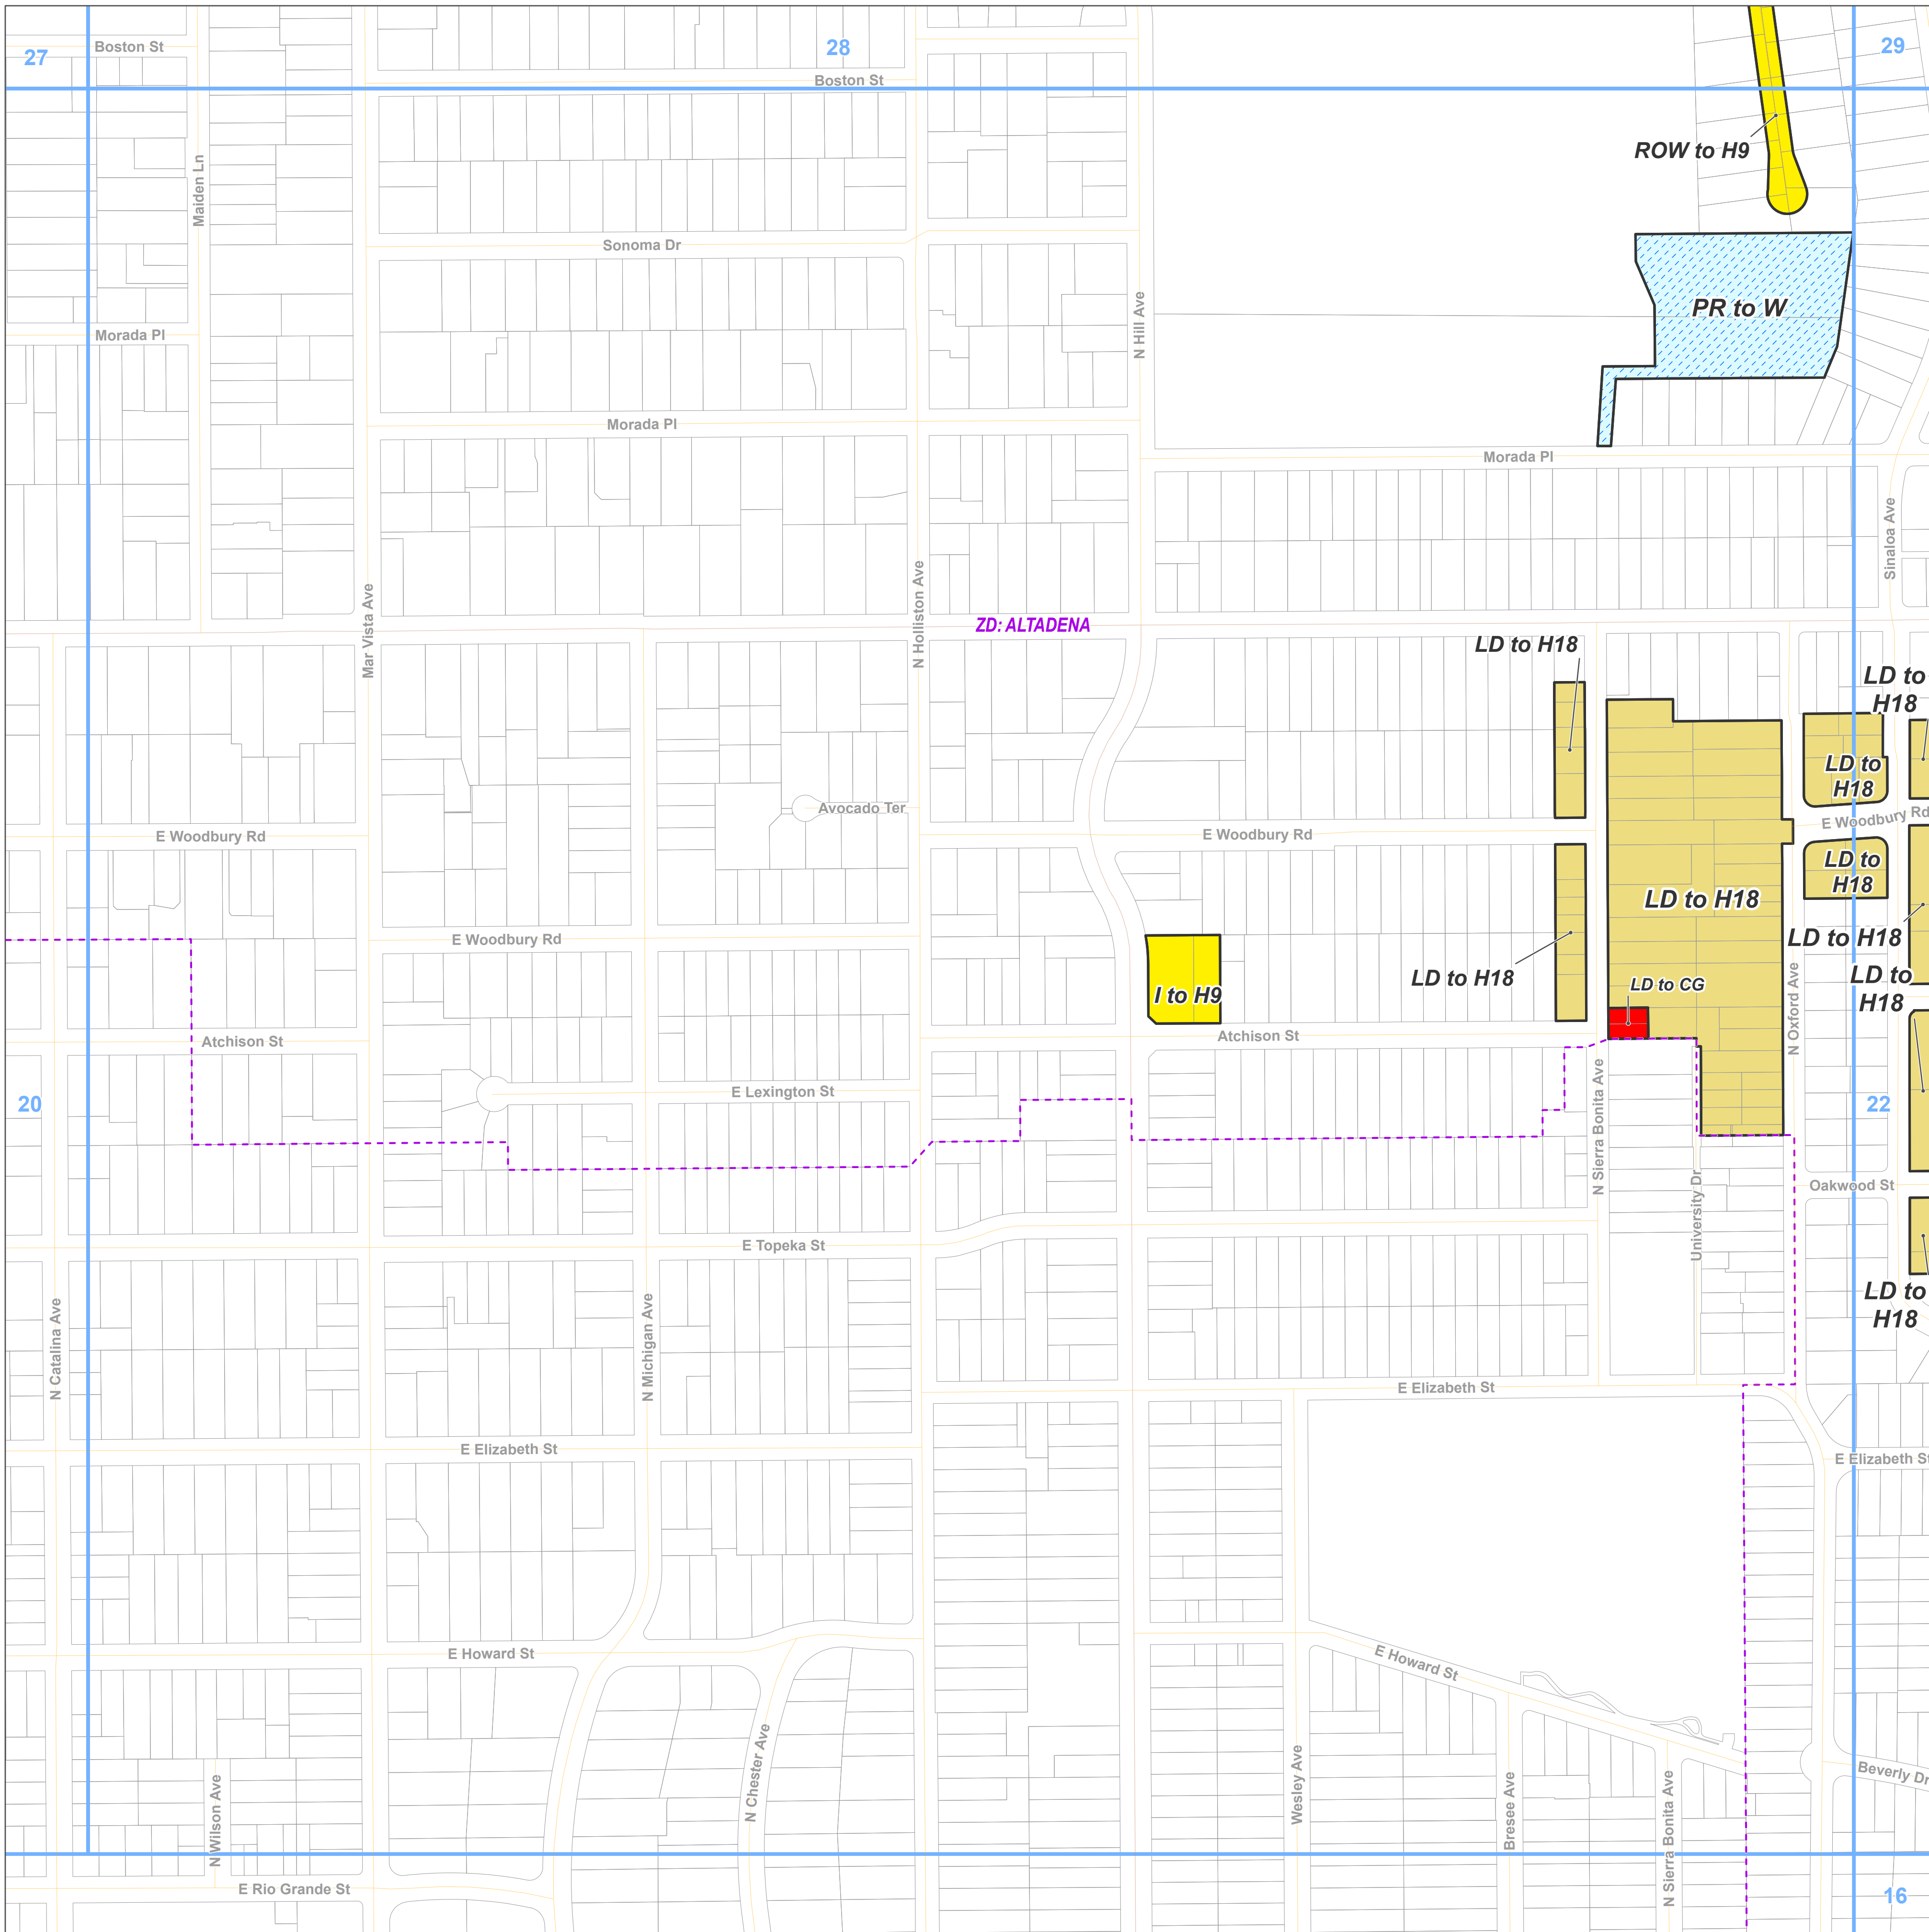 27
Boston St
28
29
Boston St
ROW to H9
Maiden Ln
Sonoma Dr
N Hill Ave
PR to W
Morada Pl
Morada Pl
Morada Pl
Sinaloa Ave
Mar Vista Ave
N Holliston Ave
ZD: ALTADENA
LD to H18
LD to
H18
LD to
H18
Avocado Ter
E Woodbury Rd
E Woodbury Rd
E Woodbury Rd
LD to
H18
LD to H18
E Woodbury Rd
LD to H18
LD to H18
LD to
H18
I to H9
LD to CG
N Oxford Ave
Atchison St
Atchison St
E Lexington St
20
22
N Sierra Bonita Ave
University Dr
Oakwood St
E Topeka St
LD to
H18
N Catalina Ave
N Michigan Ave
E Elizabeth St
E Elizabeth St
E Elizabeth St
E Howard St
E Howard St
N Chester Ave
Wesley Ave
Bresee Ave
N Sierra Bonita Ave
Beverly Dr
N Wilson Ave
E Rio Grande St
16